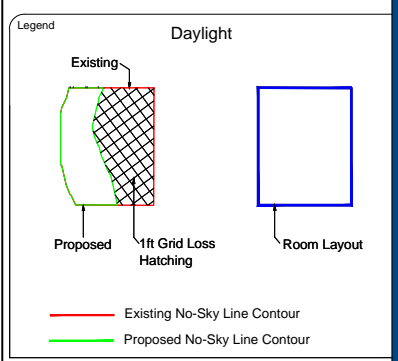 Legend
Daylight
Existing
Proposed
1ft Grid Loss
Hatching
Room Layout
Existing No-Sky Line Contour
Proposed No-Sky Line Contour